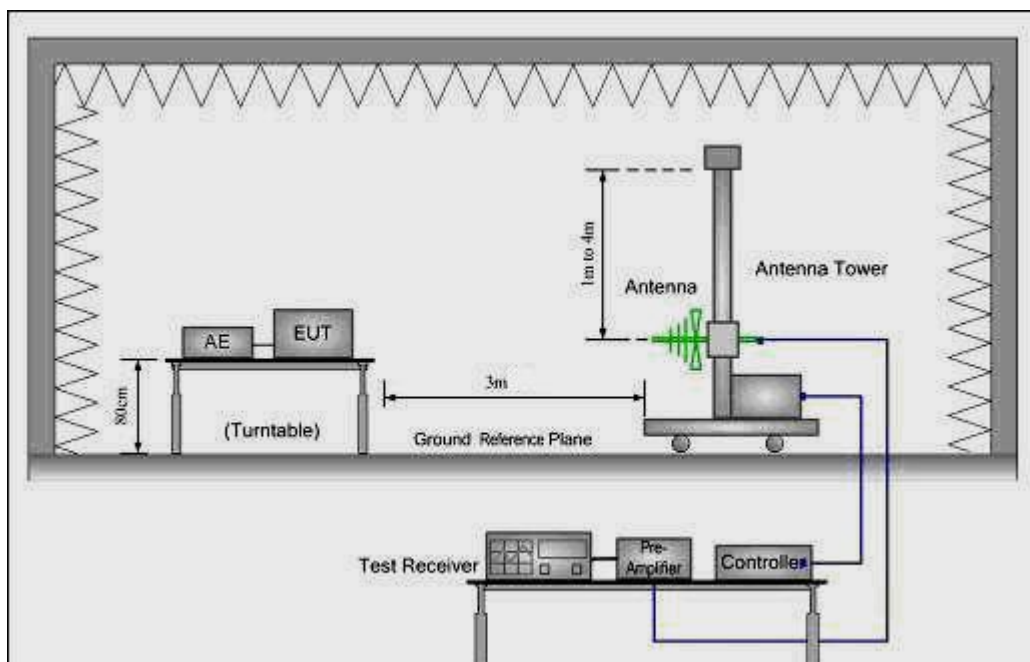 1m to 4m
Antenna Tower
Antenna
AE
EUT
3m
80cm
(Turntable)
Ground Reference Plane
Test Receiver
Pre-
Amplifier
Controller